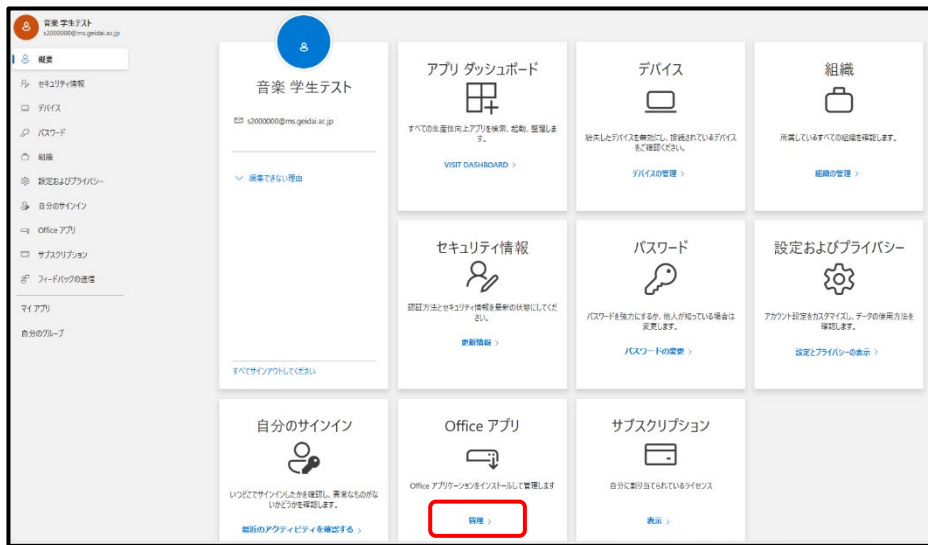 音楽 学生テスト
s2000000@ms.geidai.ac.jp
概要
セキュリティ情報
デバイス
パスワード
組織
設定およびプライバシー
自分のサインイン
Office アプリ
サブスクリプション
フィードバックの送信
マイ アプリ
自分のグループ
音楽 学生テスト
s2000000@ms.geidai.ac.jp
編集できない理由
すべてサインアウトしてください
アプリ ダッシュボード
すべての生産性向上アプリを検索、起動、整理しま
す。
VISIT DASHBOARD
デバイス
紛失したデバイスを無効にし、接続されているデバイス
をご確認ください。
デバイスの管理
組織
所属しているすべての組織を確認します。
組織の管理
セキュリティ情報
認証方法とセキュリティ情報を最新の状態にしてくだ
さい。
更新情報
パスワード
パスワードを強力にするか、他人が知っている場合は
変更します。
パスワードの変更
設定およびプライバシー
アカウント設定をカスタマイズし、データの使用方法を
確認します。
設定とプライバシーの表示
自分のサインイン
いつどこでサインインしたかを確認し、異常なものがな
いかどうかを確認します。
最近のアクティビティを確認する
Office アプリ
Office アプリケーションをインストールして管理します
管理
サブスクリプション
自分に割り当てられているライセンス
表示